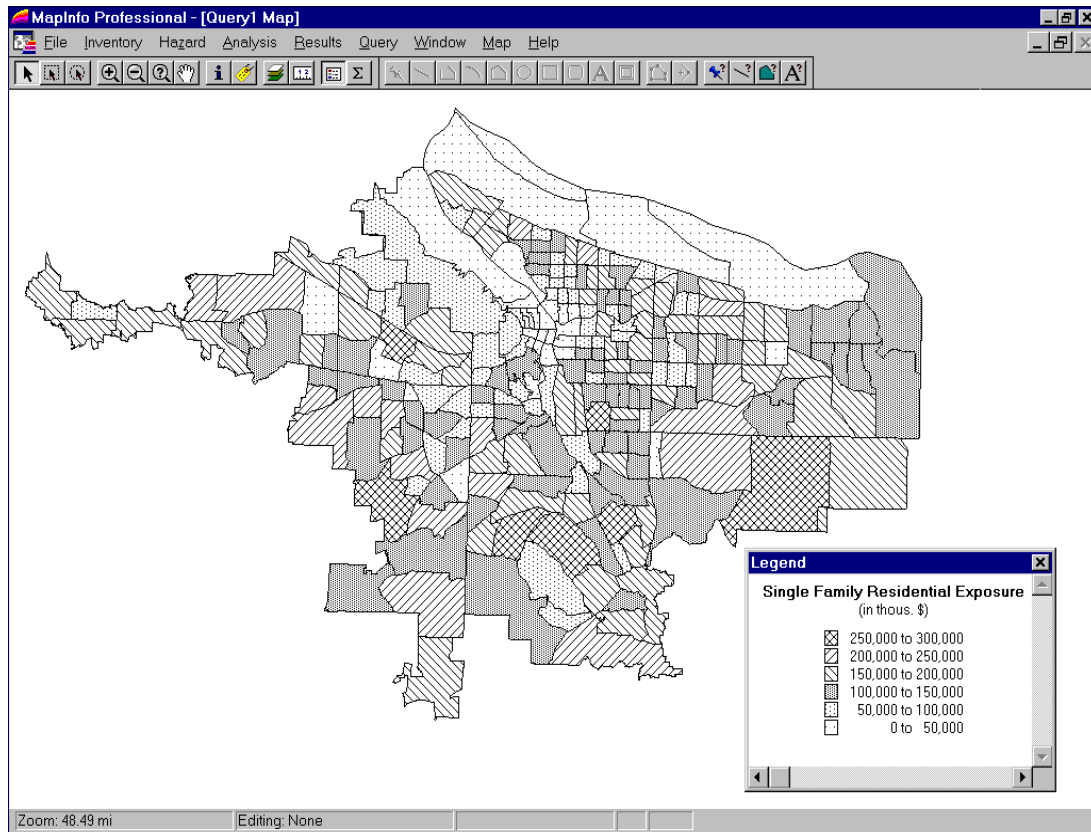 MapInfo Professional - [Query1 Map]
File Inventory Hazard Analysis Results Query Window Map Help
Legend
Single Family Residential Exposure
(in thous. $)
250,000 to 300,000
200,000 to 250,000
150,000 to 200,000
100,000 to 150,000
50,000 to 100,000
0 to 50,000
Zoom: 48.49 mi Editing: None